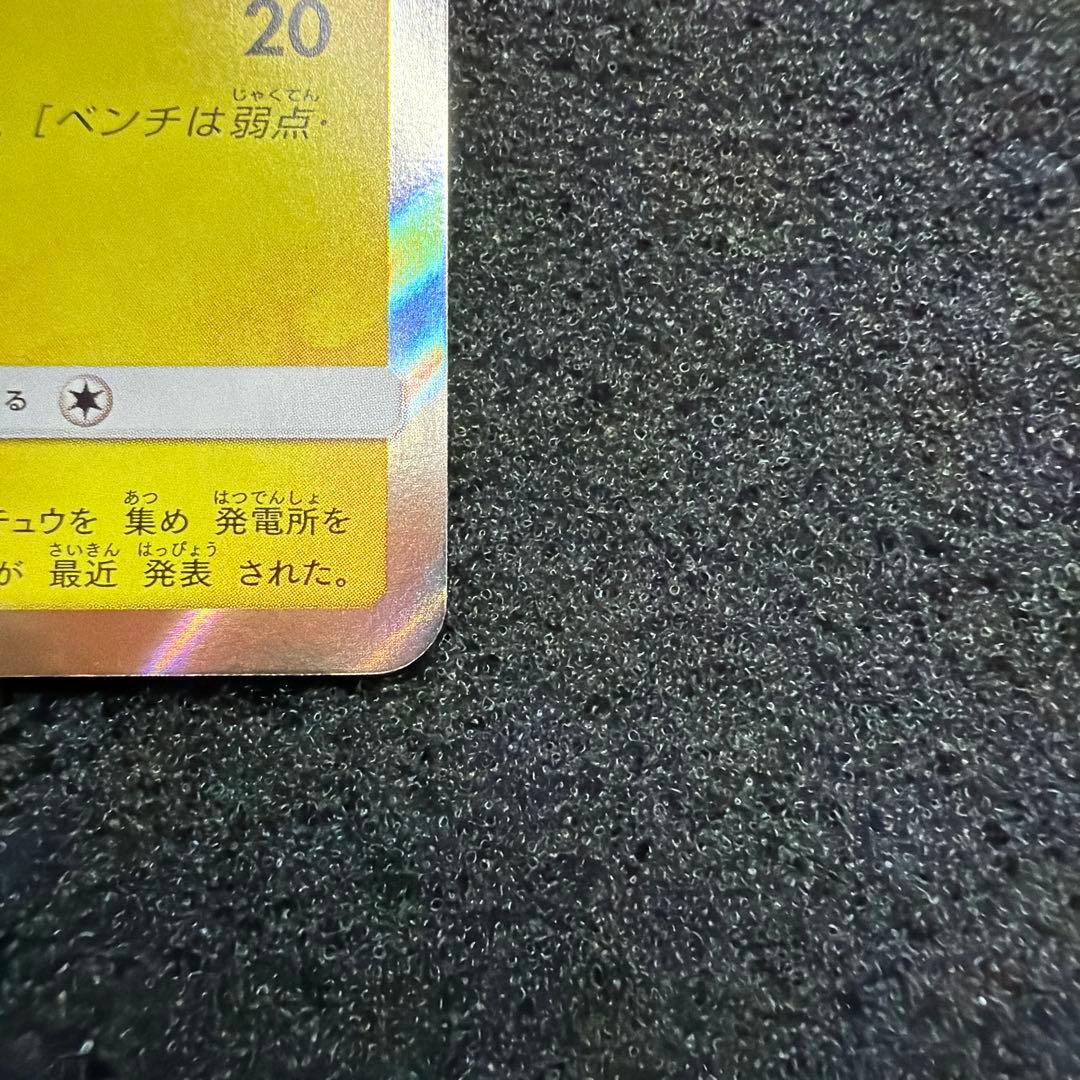 20
[ベンチは弱点・
じゃくてん
る
チュウを 集め 発電所を
あつ はつでんしょ
が 最近 発表 された。
さいきん はっぴょう